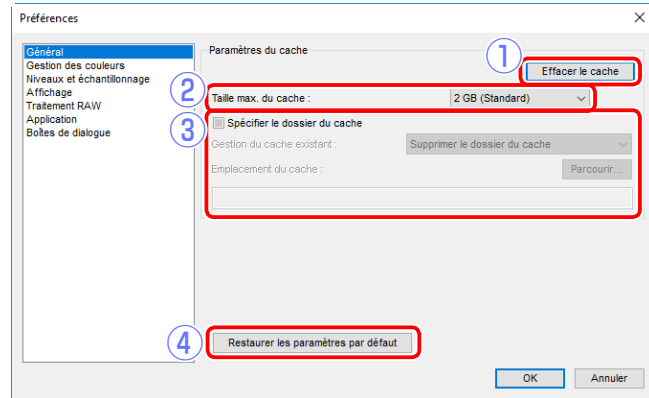 Préférences
Général
Gestion des couleurs
Niveaux et échantillonnage
Affichage
Traitement RAW
Application
Boîtes de dialogue
Paramètres du cache
1
Effacer le cache
2
Taille max. du cache : 2 GB (Standard)
3
Spécifier le dossier du cache
Gestion du cache existant : Supprimer le dossier du cache
Emplacement du cache : Parcourir...
4
Restaurer les paramètres par défaut
OK Annuler